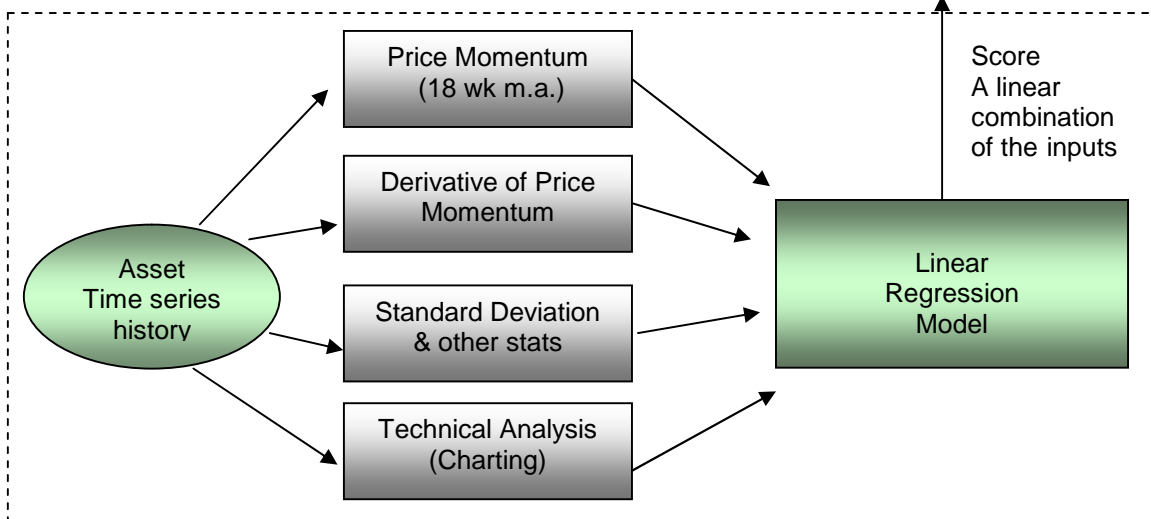 Price Momentum
(18 wk m.a.)
Score
A linear
combination
of the inputs
Derivative of Price
Momentum
Asset
Time series
history
Linear
Regression
Model
Standard Deviation
& other stats
Technical Analysis
(Charting)